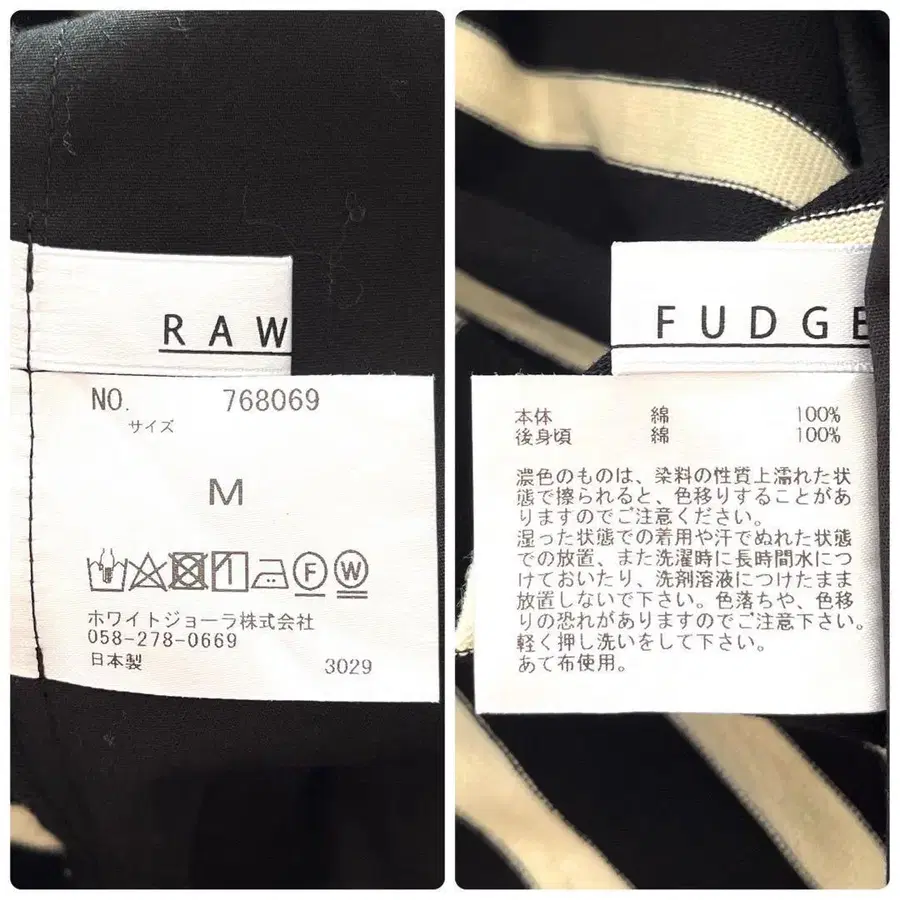 RAW
NO. 768069
サイズ
M
F W
ホワイトジョーラ株式会社
058-278-0669
日本製 3029
FUDGE
本体 綿 100%
後身頃 綿 100%
濃色のものは、染料の性質上濡れた状
態で擦られると、色移りすることがあ
りますのでご注意ください。
湿った状態での着用や汗でぬれた状態
での放置、また洗濯時に長時間水につ
けておいたり、洗剤溶液につけたまま
放置しないで下さい。色落ちや、色移
りの恐れがありますのでご注意下さい。
軽く押し洗いをして下さい。
あて布使用。